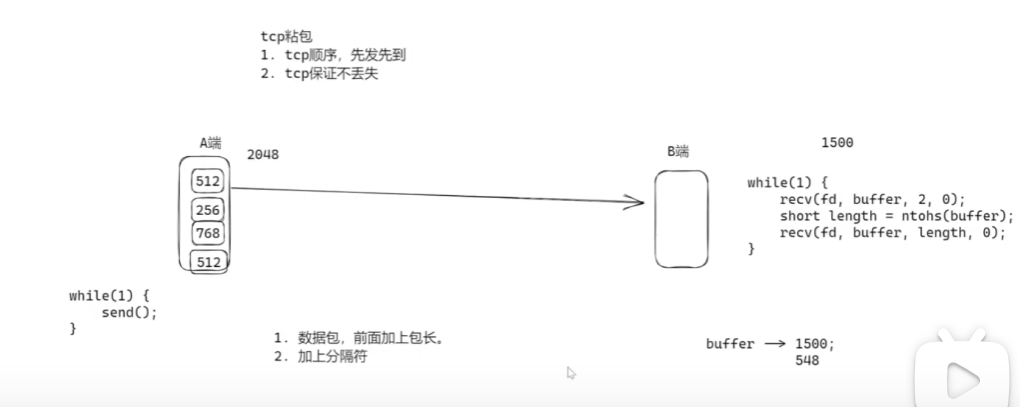 tcp粘包
1. tcp顺序，先发先到
2. tcp保证不丢失
A端
2048
512
256
768
512
while(1) {
send();
}
1. 数据包，前面加上包长。
2. 加上分隔符
B端
1500
while(1) {
recv(fd, buffer, 2, 0);
short length = ntohs(buffer);
recv(fd, buffer, length, 0);
}
buffer → 1500;
548